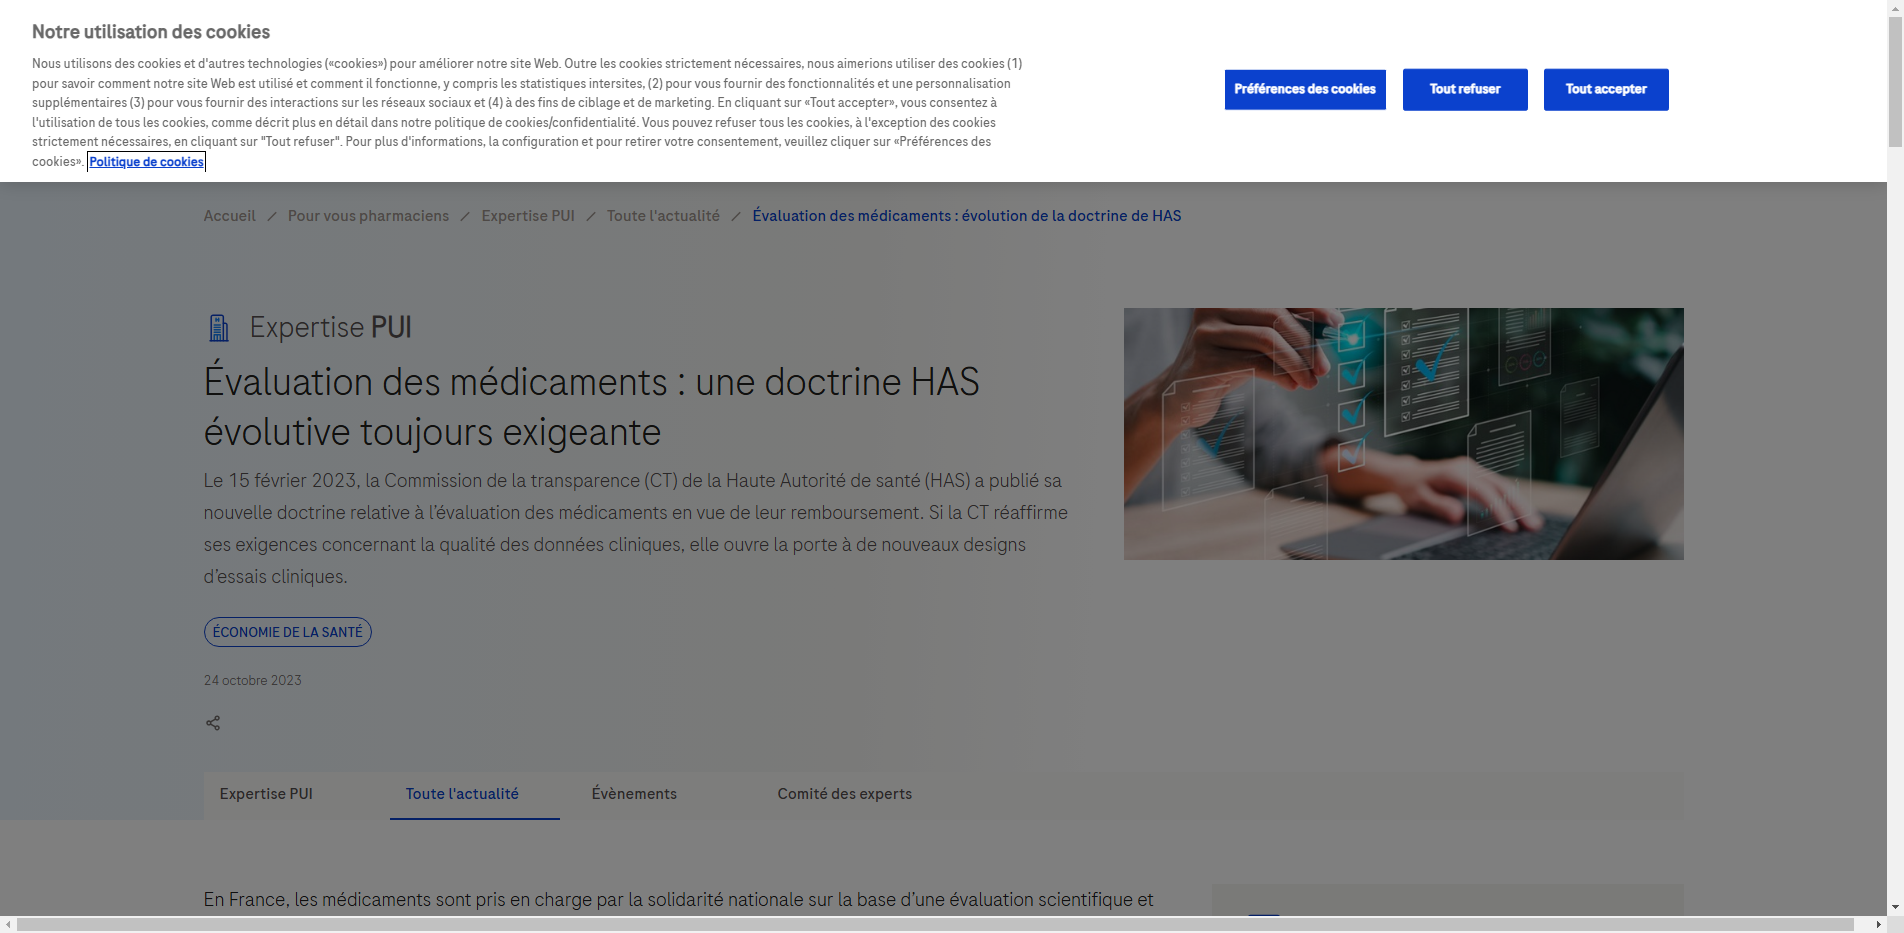 Notre utilisation des cookies
Nous utilisons des cookies et d'autres technologies («cookies») pour améliorer notre site Web. Outre les cookies strictement nécessaires, nous aimerions utiliser des cookies (1)
pour savoir comment notre site Web est utilisé et comment il fonctionne, y compris les statistiques intersites, (2) pour vous fournir des fonctionnalités et une personnalisation
supplémentaires (3) pour vous fournir des interactions sur les réseaux sociaux et (4) à des fins de ciblage et de marketing. En cliquant sur «Tout accepter», vous consentez à
l'utilisation de tous les cookies, comme décrit plus en détail dans notre politique de cookies/confidentialité. Vous pouvez refuser tous les cookies, à l'exception des cookies
strictement nécessaires, en cliquant sur "Tout refuser". Pour plus d'informations, la configuration et pour retirer votre consentement, veuillez cliquer sur «Préférences des
cookies». Politique de cookies
Préférences des cookies
Tout refuser
Tout accepter
Accueil / Pour vous pharmaciens / Expertise PUI / Toute l'actualité / Évaluation des médicaments : évolution de la doctrine de HAS
Expertise PUI
Évaluation des médicaments : une doctrine HAS
évolutive toujours exigeante
Le 15 février 2023, la Commission de la transparence (CT) de la Haute Autorité de santé (HAS) a publié sa
nouvelle doctrine relative à l’évaluation des médicaments en vue de leur remboursement. Si la CT réaffirme
ses exigences concernant la qualité des données cliniques, elle ouvre la porte à de nouveaux designs
d’essais cliniques.
ÉCONOMIE DE LA SANTÉ
24 octobre 2023
Expertise PUI
Toute l'actualité
Évènements
Comité des experts
En France, les médicaments sont pris en charge par la solidarité nationale sur la base d’une évaluation scientifique et